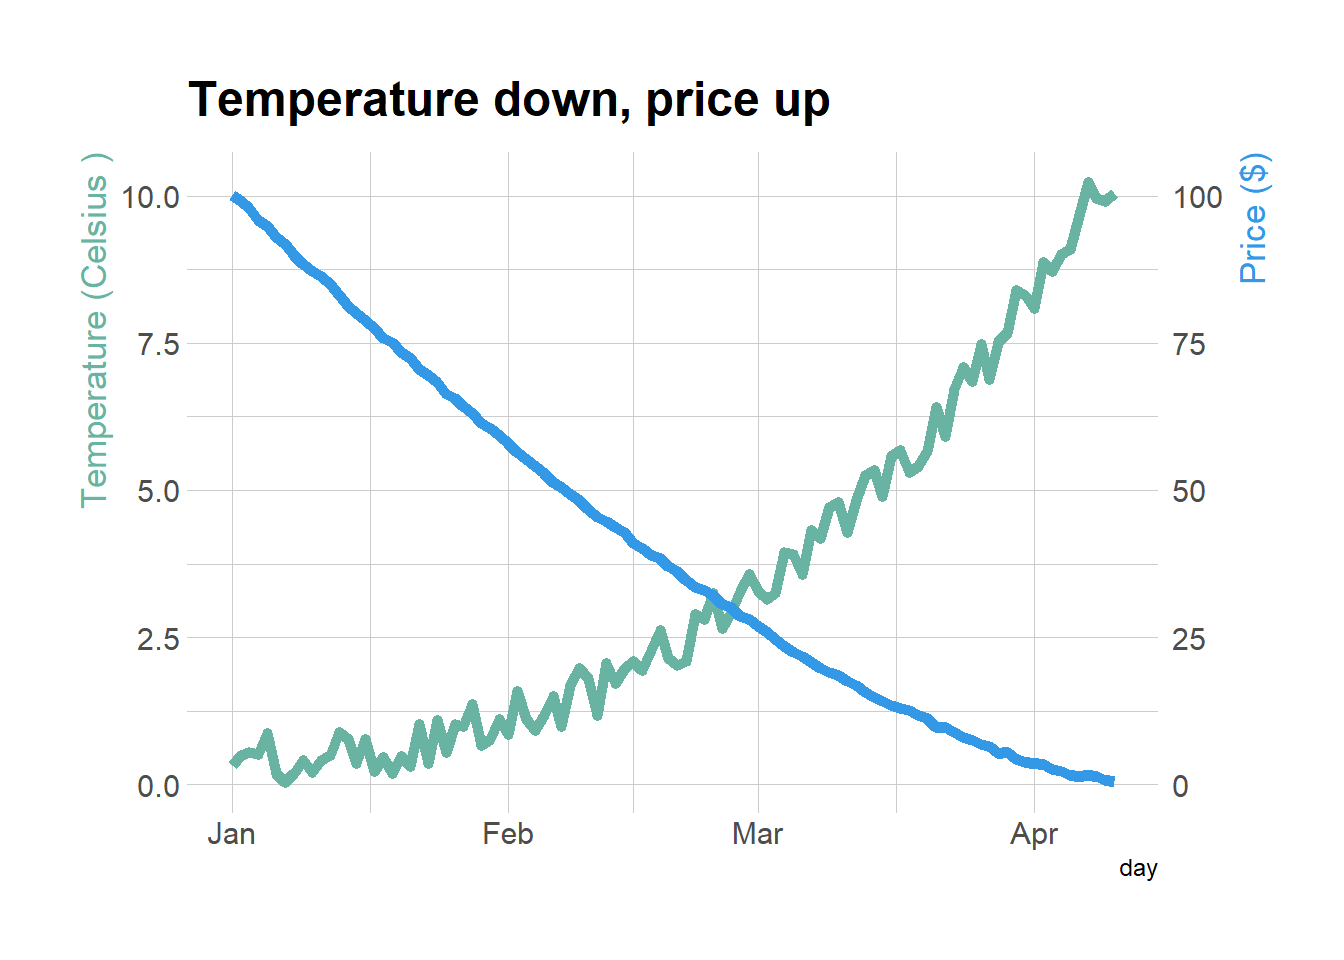 Temperature down, price up
Temperature (Celsius )
Price ($)
10.0
7.5
5.0
2.5
0.0
100
75
50
25
0
Jan Feb Mar Apr
day